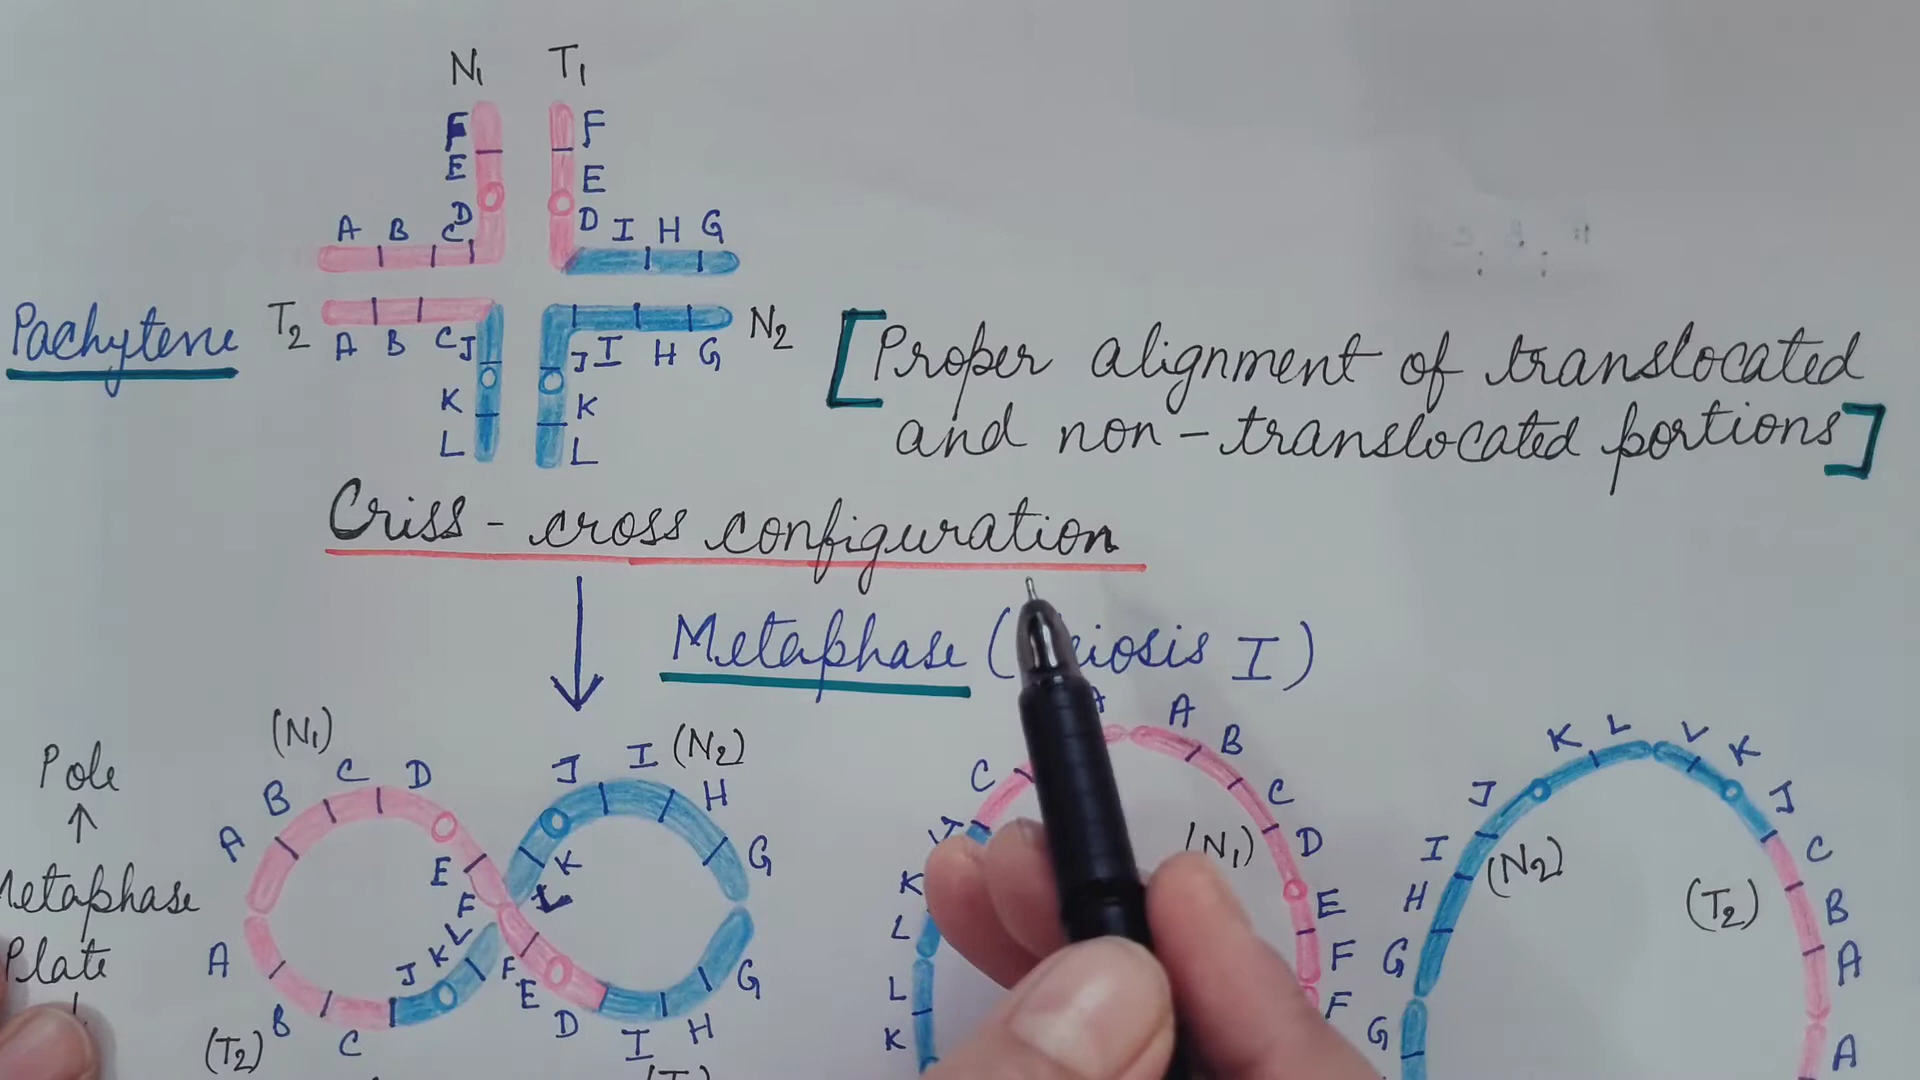 N1 T1
F F
E E
D D
A B C I H G
Pachytene T2 N2
A B C J J I H G
K K
L L
[Proper alignment of translocated
and non-translocated portions]
Criss-cross configuration
Metaphase (eiosis I)
Pole
Metaphase
Plate
(N1)
A B C D E F
(N2)
L K J I H G
(T2)
A B C J K L
F E D I H G
A A B C D E F F
(N1)
C J K L L K
K L L K J C B A A
J I H G G
(N2)
(T2)